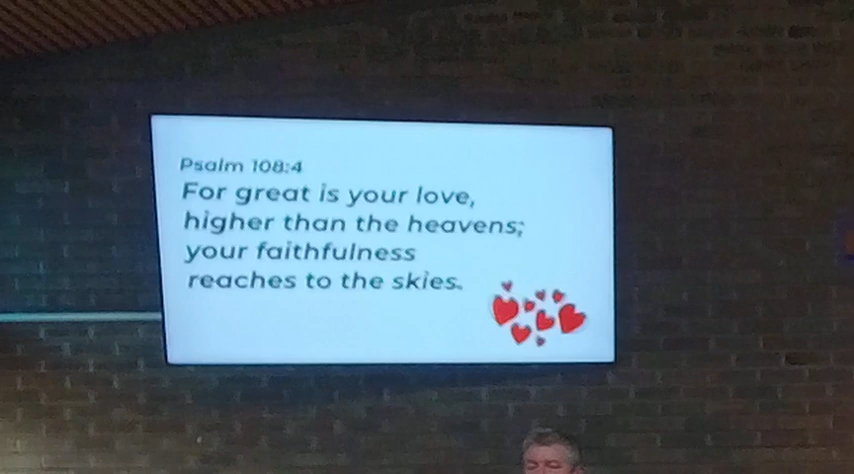 Psalm 108:4
For great is your love,
higher than the heavens;
your faithfulness
reaches to the skies.